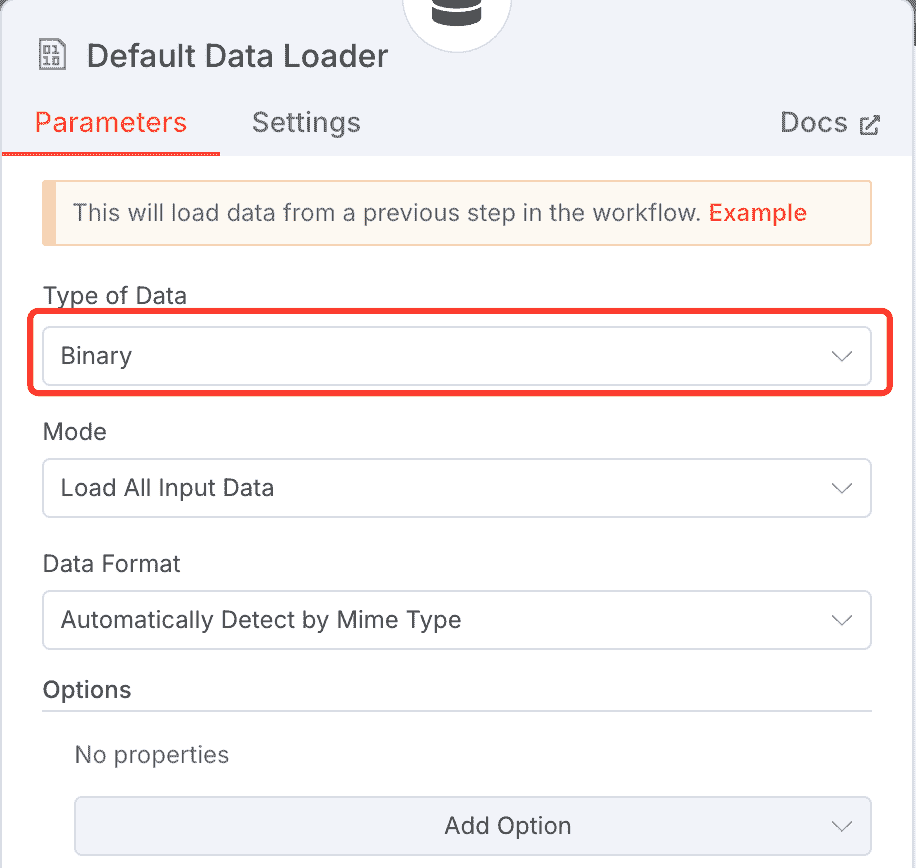 Default Data Loader
Parameters Settings Docs
This will load data from a previous step in the workflow. Example
Type of Data
Binary
Mode
Load All Input Data
Data Format
Automatically Detect by Mime Type
Options
No properties
Add Option